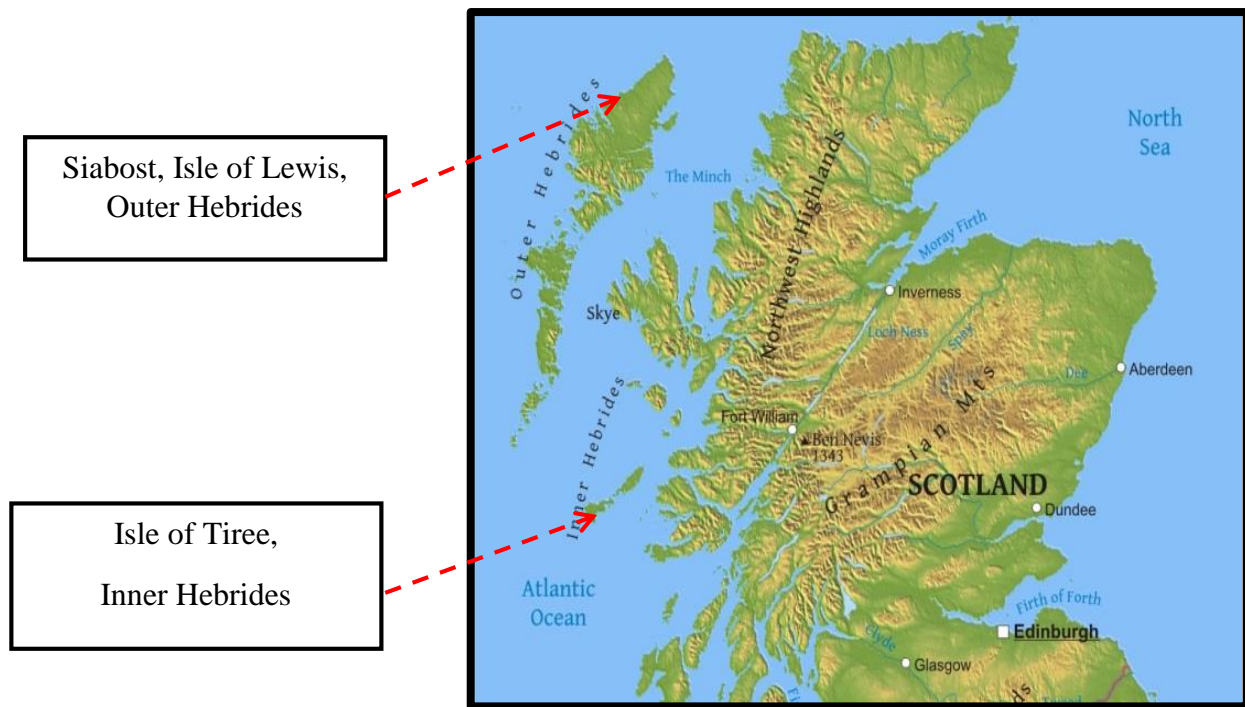 Siabost, Isle of Lewis,
Outer Hebrides
Isle of Tiree,
Inner Hebrides
Outer Hebrides
The Minch
Northwest Highlands
North
Sea
Moray Firth
Inverness
Skye
Loch Ness
Spey
Dee
Aberdeen
Inner Hebrides
Fort William
Ben Nevis
1343
Grampian Mts
SCOTLAND
Dundee
Atlantic
Ocean
Firth of Forth
Edinburgh
Clyde
Glasgow